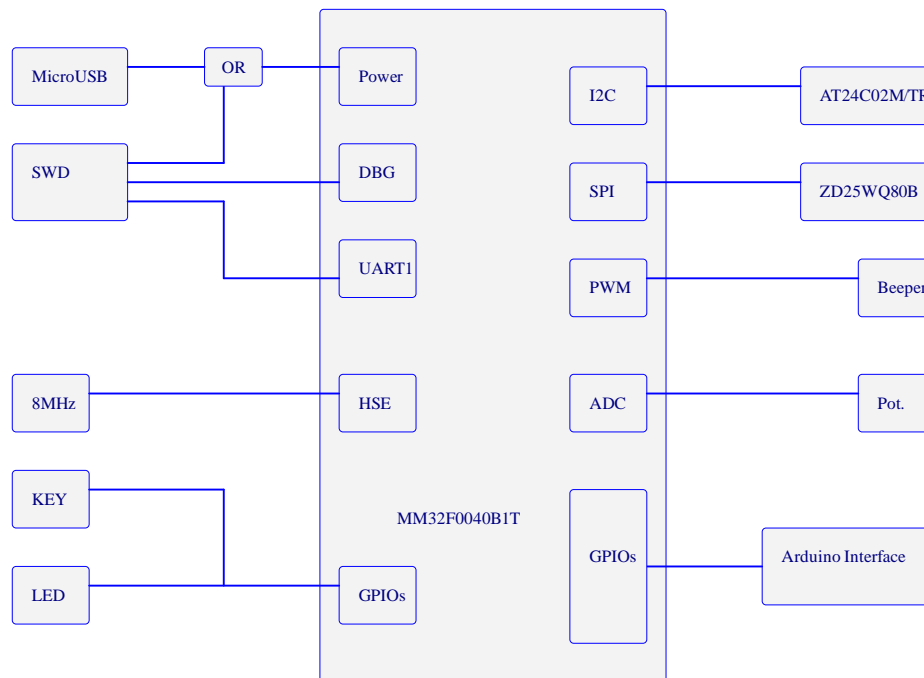 MicroUSB
OR
Power
SWD
DBG
UART1
8MHz
HSE
KEY
LED
GPIOs
MM32F0040B1T
I2C
AT24C02M/TR
SPI
ZD25WQ80B
PWM
Beeper
ADC
Pot.
GPIOs
Arduino Interface